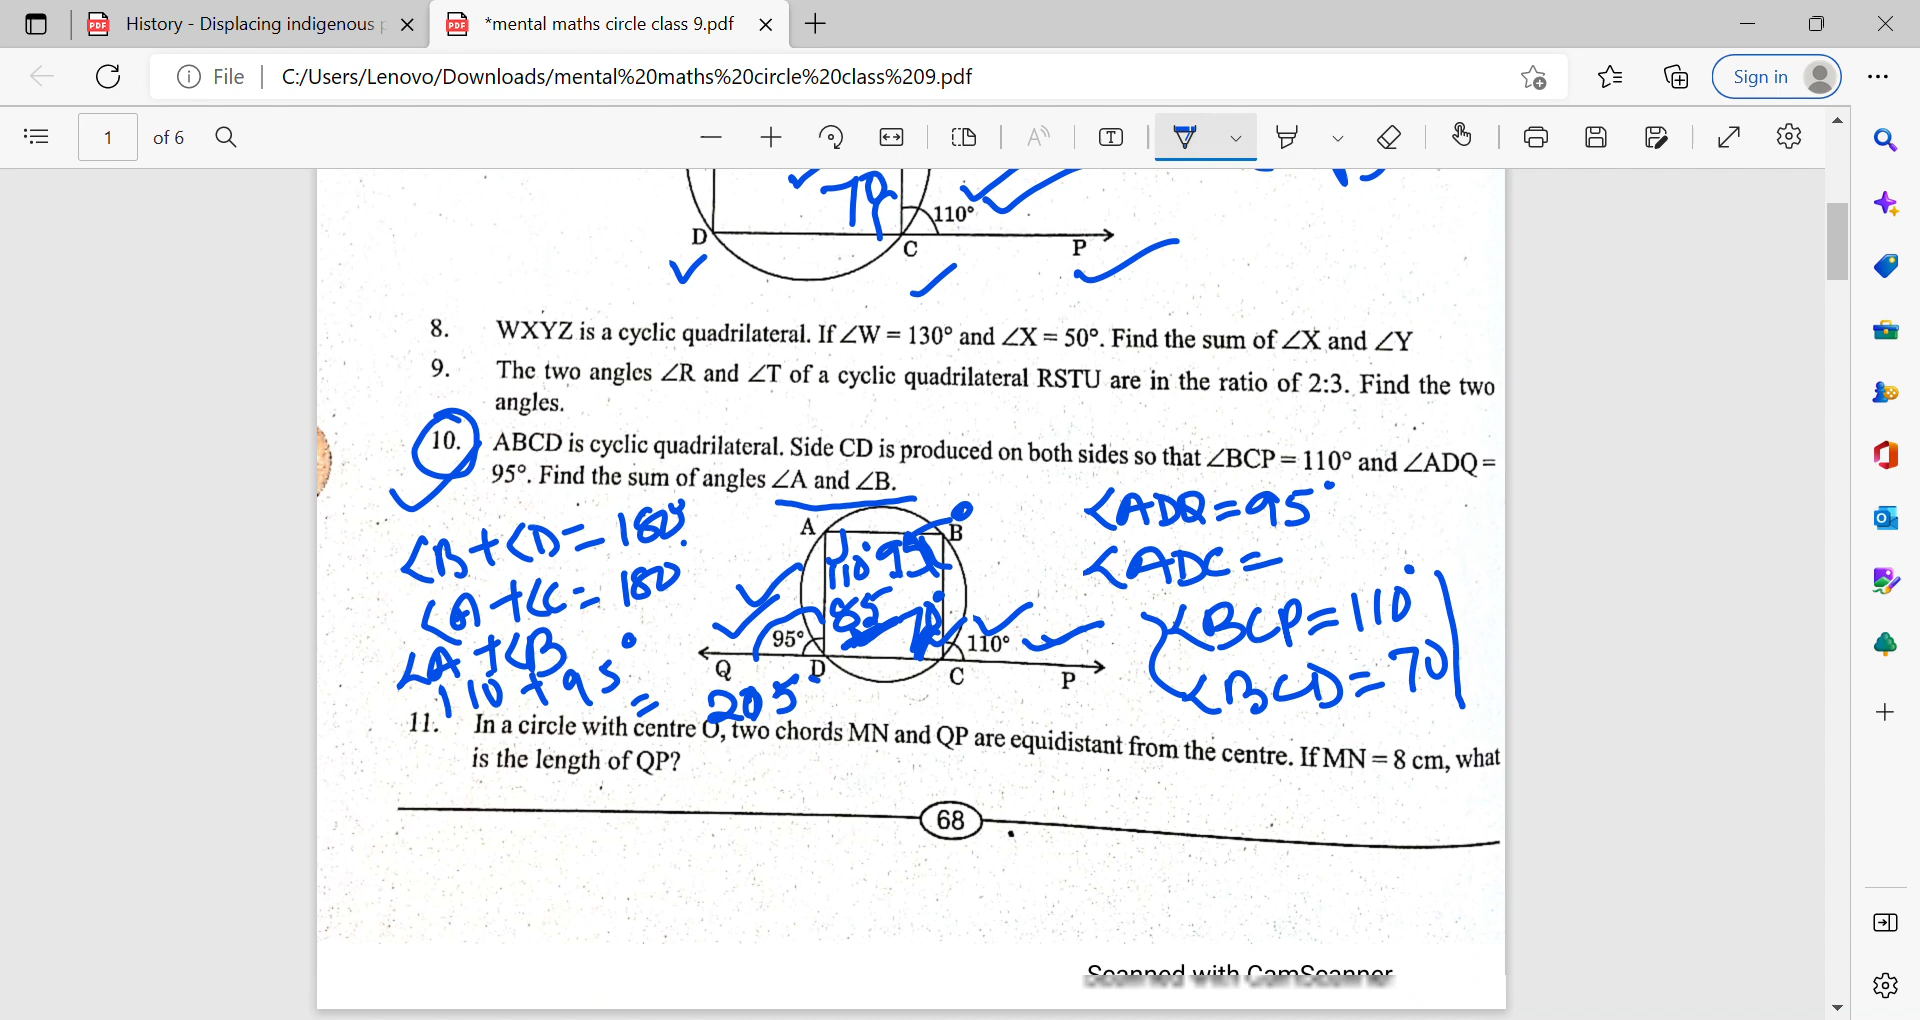 History - Displacing indigenous p
*mental maths circle class 9.pdf
File
C:/Users/Lenovo/Downloads/mental%20maths%20circle%20class%209.pdf
Sign in
1 of 6
78
110°
D
C
P
8. WXYZ is a cyclic quadrilateral. If ∠W = 130° and ∠X = 50°. Find the sum of ∠X and ∠Y
9. The two angles ∠R and ∠T of a cyclic quadrilateral RSTU are in the ratio of 2:3. Find the two
angles.
10. ABCD is cyclic quadrilateral. Side CD is produced on both sides so that ∠BCP = 110° and ∠ADQ =
95°. Find the sum of angles ∠A and ∠B.
∠B+∠D=180°
∠A+∠C=180
∠A+∠B
110+95°=205°
A
B
110°
95
85
70°
95°
110°
Q
D
C
P
∠ADQ=95°
∠ADC=
∠BCP=110°
∠BCD=70
11. In a circle with centre O, two chords MN and QP are equidistant from the centre. If MN = 8 cm, what
is the length of QP?
68
Scanned with CamScanner